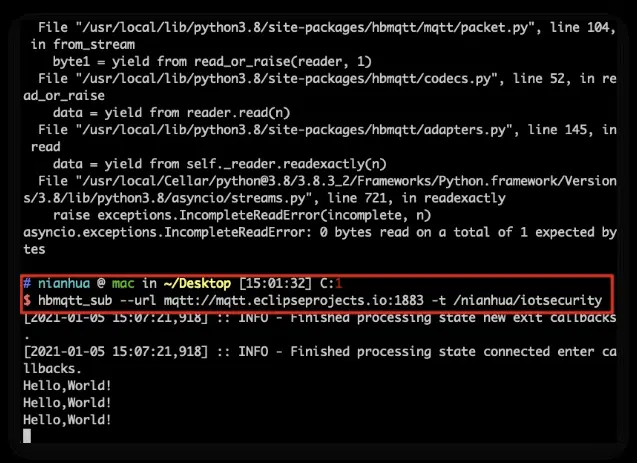 File "/usr/local/lib/python3.8/site-packages/hbmqtt/mqtt/packet.py", line 104,
in from_stream
byte1 = yield from read_or_raise(reader, 1)
File "/usr/local/lib/python3.8/site-packages/hbmqtt/codecs.py", line 52, in re
ad_or_raise
data = yield from reader.read(n)
File "/usr/local/lib/python3.8/site-packages/hbmqtt/adapters.py", line 145, in
read
data = yield from self._reader.readexactly(n)
File "/usr/local/Cellar/python@3.8/3.8.3_2/Frameworks/Python.framework/Version
s/3.8/lib/python3.8/asyncio/streams.py", line 721, in readexactly
raise exceptions.IncompleteReadError(incomplete, n)
asyncio.exceptions.IncompleteReadError: 0 bytes read on a total of 1 expected by
tes
# nianhua @ mac in ~/Desktop [15:01:32] C:1
$ hbmqtt_sub --url mqtt://mqtt.eclipseprojects.io:1883 -t /nianhua/iotsecurity
[2021-01-05 15:07:21,918] :: INFO - Finished processing state new exit callbacks
.
[2021-01-05 15:07:21,918] :: INFO - Finished processing state connected enter ca
llbacks.
Hello,World!
Hello,World!
Hello,World!